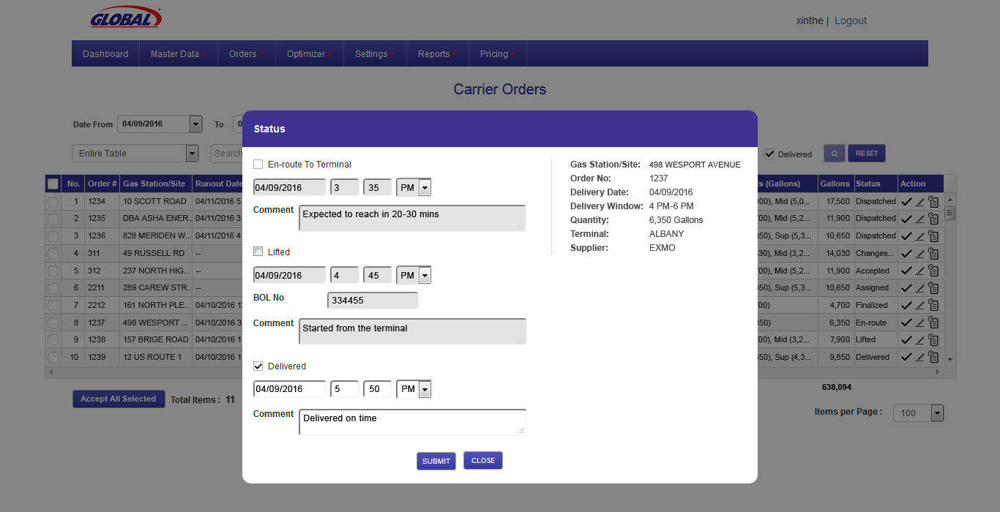 GLOBAL
xinthe | Logout
Dashboard Master Data Orders Optimizer Settings Reports Pricing
Carrier Orders
Date From 04/09/2016 To 0
Entire Table Search Delivered RESET
No. Order # Gas Station/Site Runout Date s (Gallons) Gallons Status Action
1 1234 10 SCOTT ROAD 04/11/2016 5 00), Mid (5,0... 17,500 Dispatched
2 1235 DBA ASHA ENER.. 04/11/2016 3 00), Mid (5,2... 11,900 Dispatched
3 1236 828 MERIDEN W... 04/11/2016 4 50), Sup (5,3... 10,650 Dispatched
4 311 49 RUSSELL RD -- 30), Mid (3,2... 14,030 Changes...
5 312 237 NORTH HIG... -- 00), Mid (5,2... 11,900 Accepted
6 2211 289 CAREW STR.. -- 50), Sup (5,3... 10,650 Assigned
7 2212 161 NORTH PLE... 04/10/2016 12 00) 4,700 Finalized
8 1237 498 WESPORT ... 04/10/2016 3 50) 6,350 En-route
9 1238 157 BRIGE ROAD 04/10/2016 1 00), Mid (3,2... 7,900 Lifted
10 1239 12 US ROUTE 1 04/10/2016 1 50), Sup (4,3... 9,850 Delivered
638,094
Accept All Selected Total Items : 11
Items per Page : 100
Status
En-route To Terminal
04/09/2016 3 35 PM
Comment Expected to reach in 20-30 mins
Lifted
04/09/2016 4 45 PM
BOL No 334455
Comment Started from the terminal
Delivered
04/09/2016 5 50 PM
Comment Delivered on time
Gas Station/Site: 498 WESPORT AVENUE
Order No: 1237
Delivery Date: 04/09/2016
Delivery Window: 4 PM-6 PM
Quantity: 6,350 Gallons
Terminal: ALBANY
Supplier: EXMO
SUBMIT CLOSE